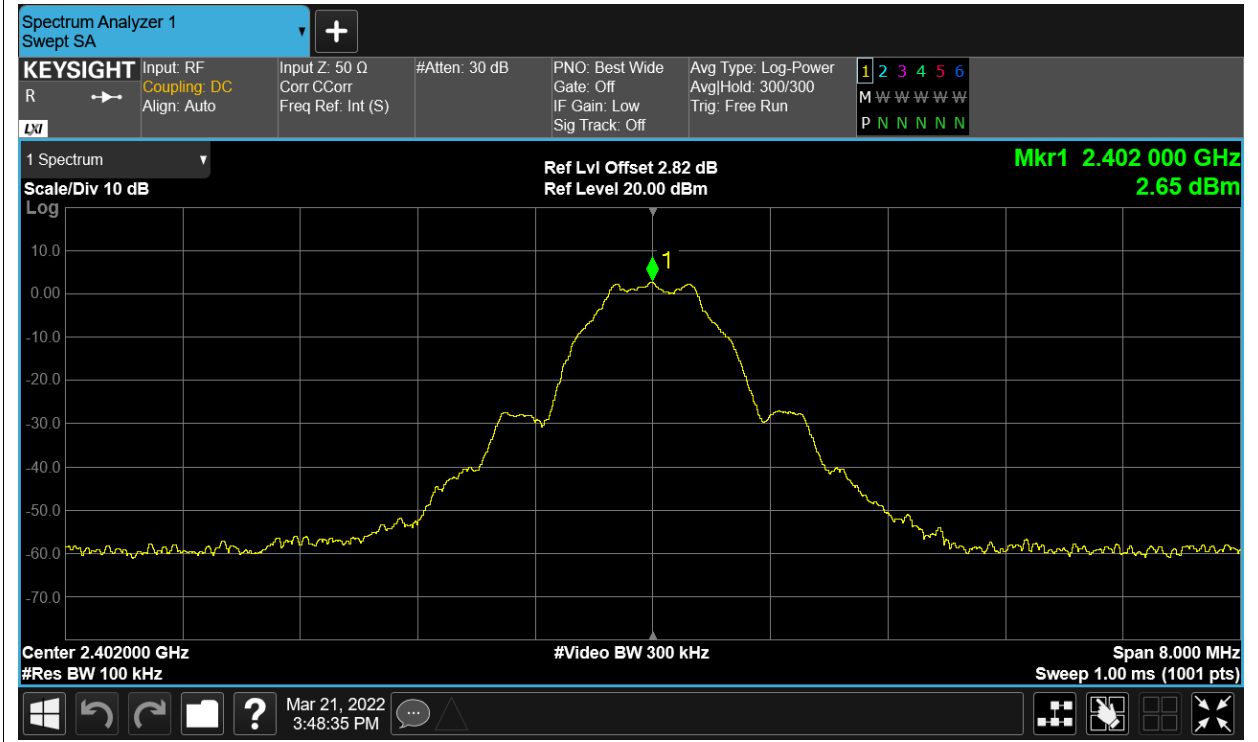 Spectrum Analyzer 1
Swept SA
KEYSIGHT
R
LXI
Input: RF
Coupling: DC
Align: Auto
Input Z: 50 Ω
Corr CCorr
Freq Ref: Int (S)
#Atten: 30 dB
PNO: Best Wide
Gate: Off
IF Gain: Low
Sig Track: Off
Avg Type: Log-Power
Avg|Hold: 300/300
Trig: Free Run
1 2 3 4 5 6
M W W W W W
P N N N N N
1 Spectrum
Scale/Div 10 dB
Log
Ref Lvl Offset 2.82 dB
Ref Level 20.00 dBm
Mkr1 2.402 000 GHz
2.65 dBm
1
10.0
0.00
-10.0
-20.0
-30.0
-40.0
-50.0
-60.0
-70.0
Center 2.402000 GHz
#Res BW 100 kHz
#Video BW 300 kHz
Span 8.000 MHz
Sweep 1.00 ms (1001 pts)
?
Mar 21, 2022
3:48:35 PM